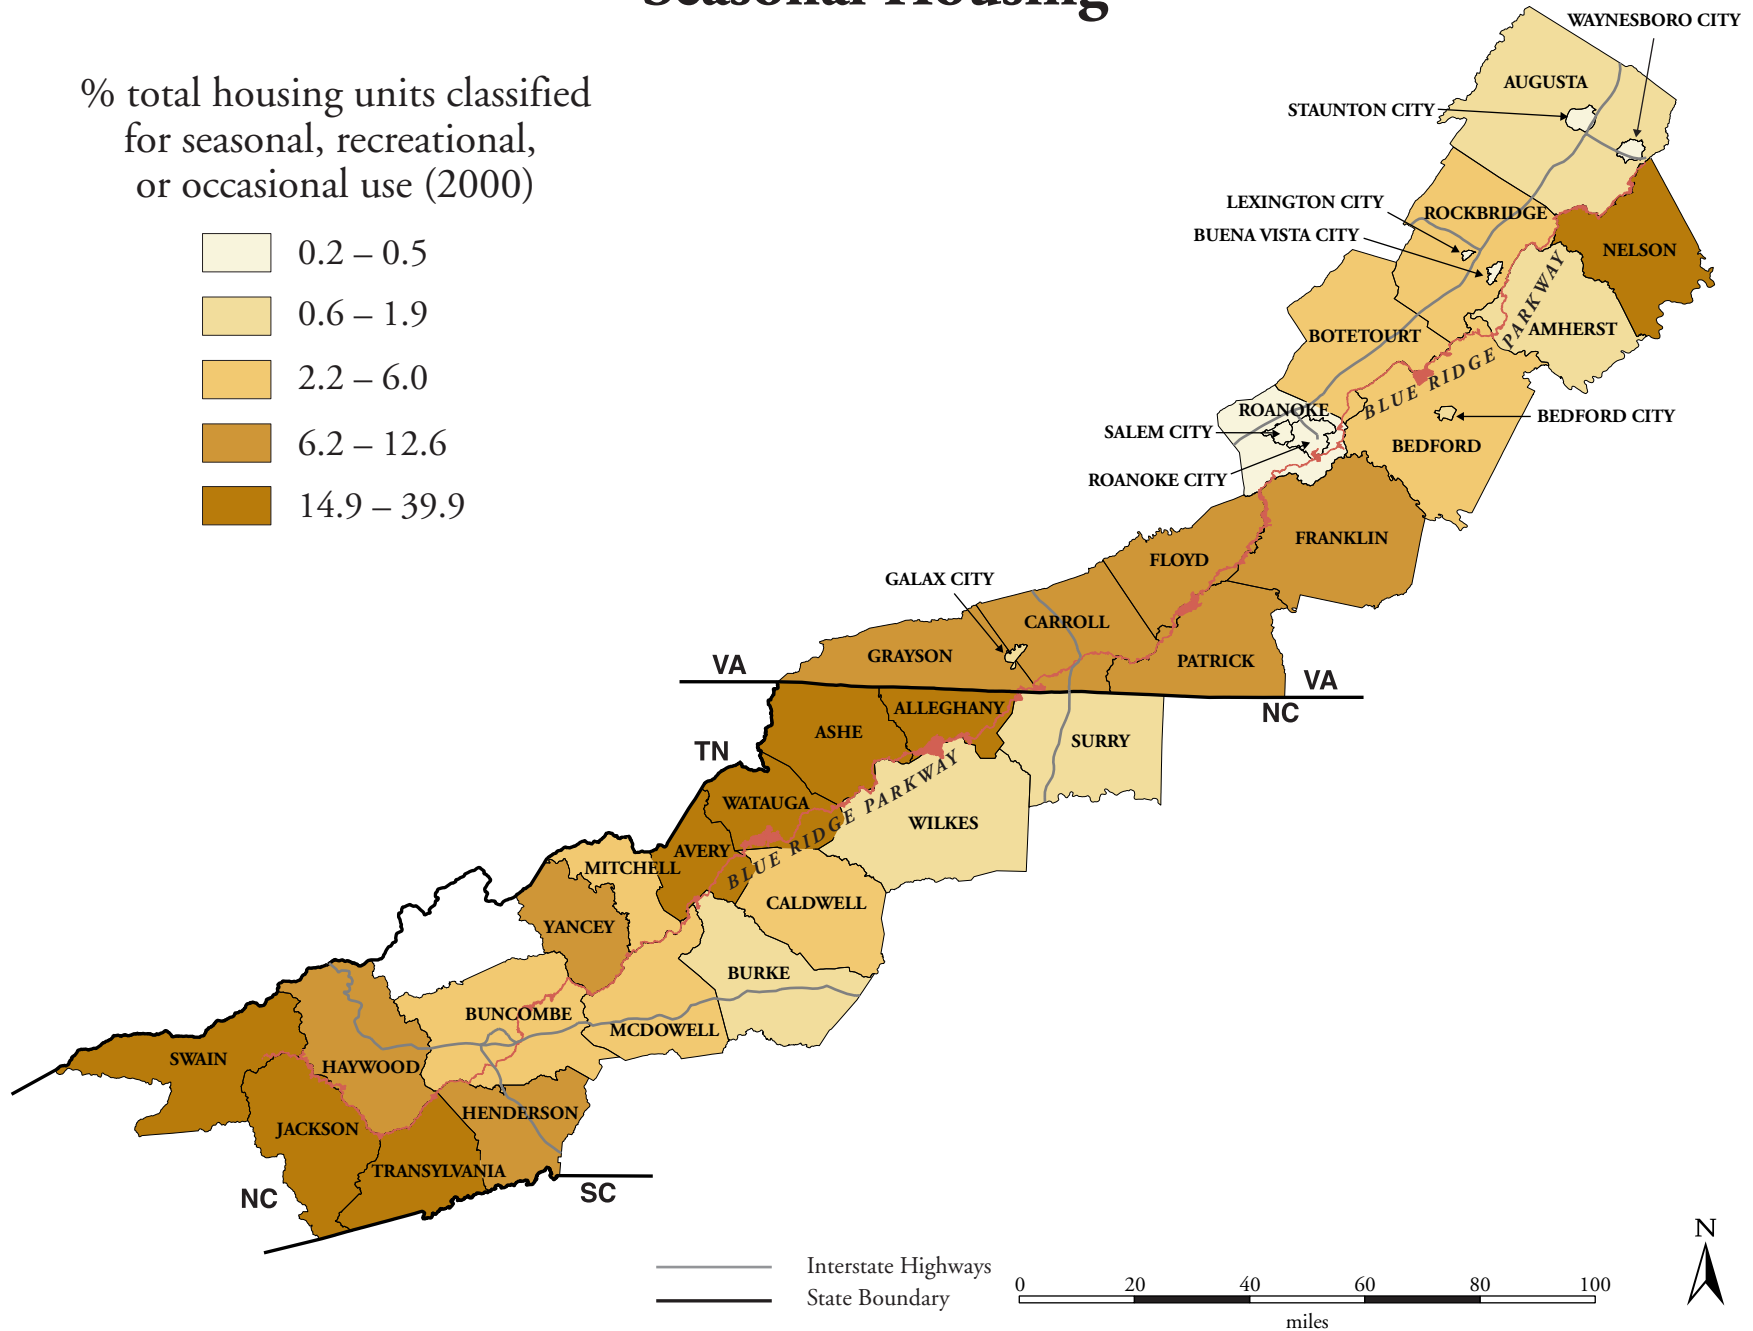 Seasonal Housing
% total housing units classified
for seasonal, recreational,
or occasional use (2000)
0.2 – 0.5
0.6 – 1.9
2.2 – 6.0
6.2 – 12.6
14.9 – 39.9
WAYNESBORO CITY
AUGUSTA
STAUNTON CITY
LEXINGTON CITY
ROCKBRIDGE
BUENA VISTA CITY
NELSON
BOTETOURT
AMHERST
BLUE RIDGE PARKWAY
ROANOKE
SALEM CITY
BEDFORD CITY
BEDFORD
ROANOKE CITY
FRANKLIN
FLOYD
GALAX CITY
CARROLL
GRAYSON
PATRICK
VA
VA
NC
ALLEGHANY
ASHE
SURRY
TN
WATAUGA
WILKES
BLUE RIDGE PARKWAY
AVERY
MITCHELL
CALDWELL
YANCEY
BURKE
BUNCOMBE
MCDOWELL
SWAIN
HAYWOOD
HENDERSON
JACKSON
TRANSYLVANIA
NC
SC
N
Interstate Highways
State Boundary
0 20 40 60 80 100
miles